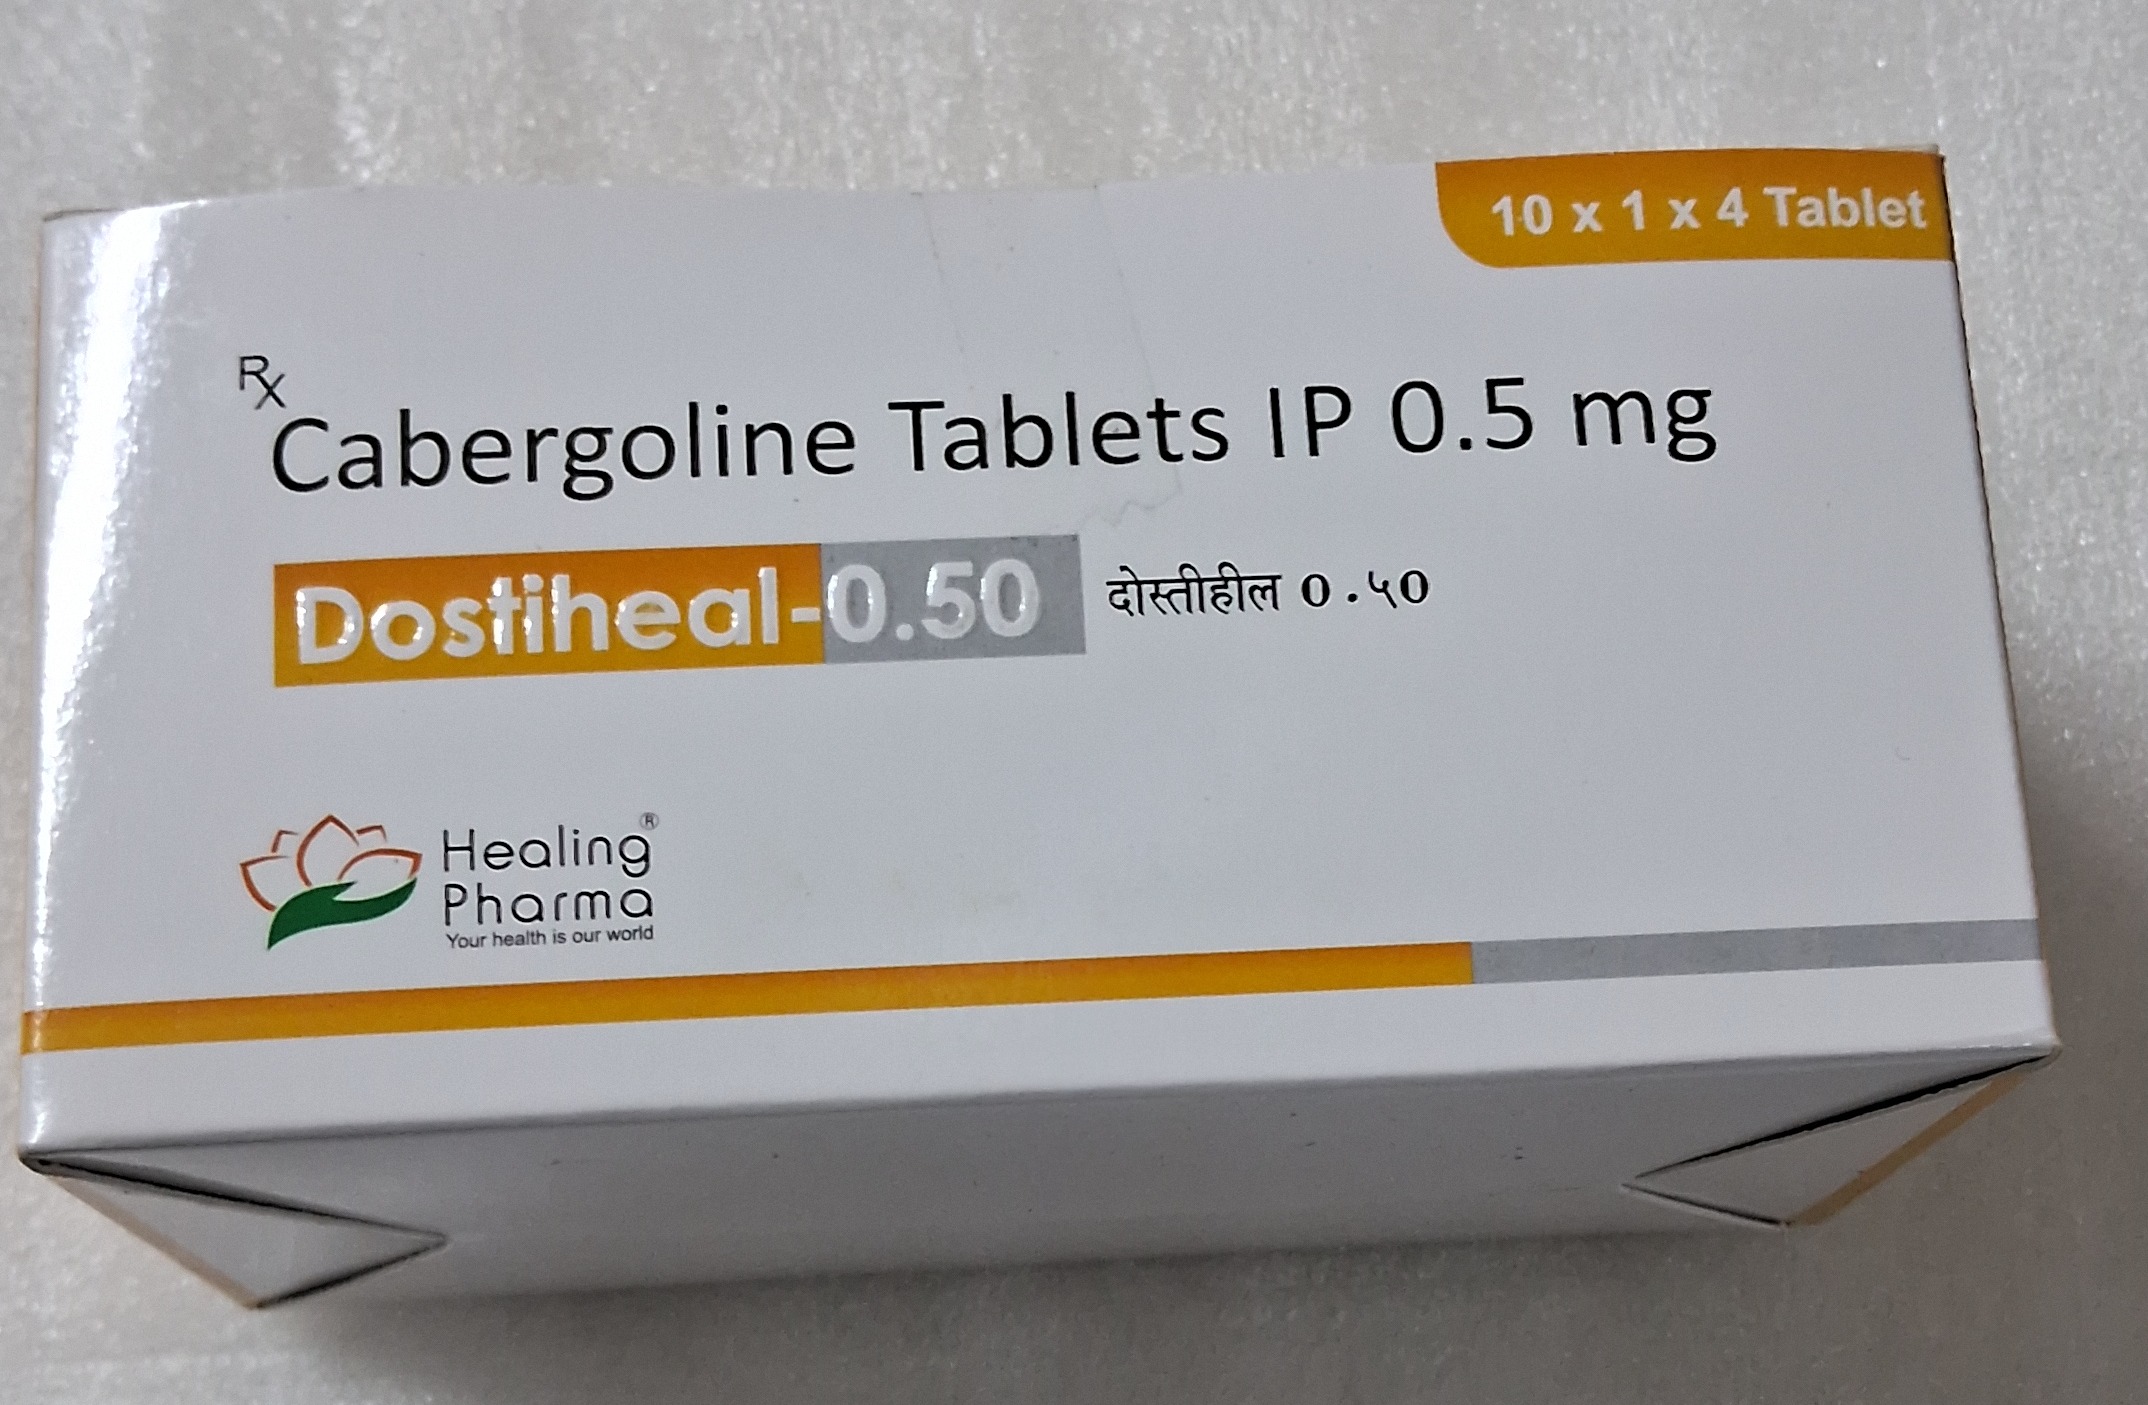 10 x 1 x 4 Tablet
Rx
Cabergoline Tablets IP 0.5 mg
Dostiheal-0.50 दोस्तीहील ०.५०
Healing®
Pharma
Your health is our world